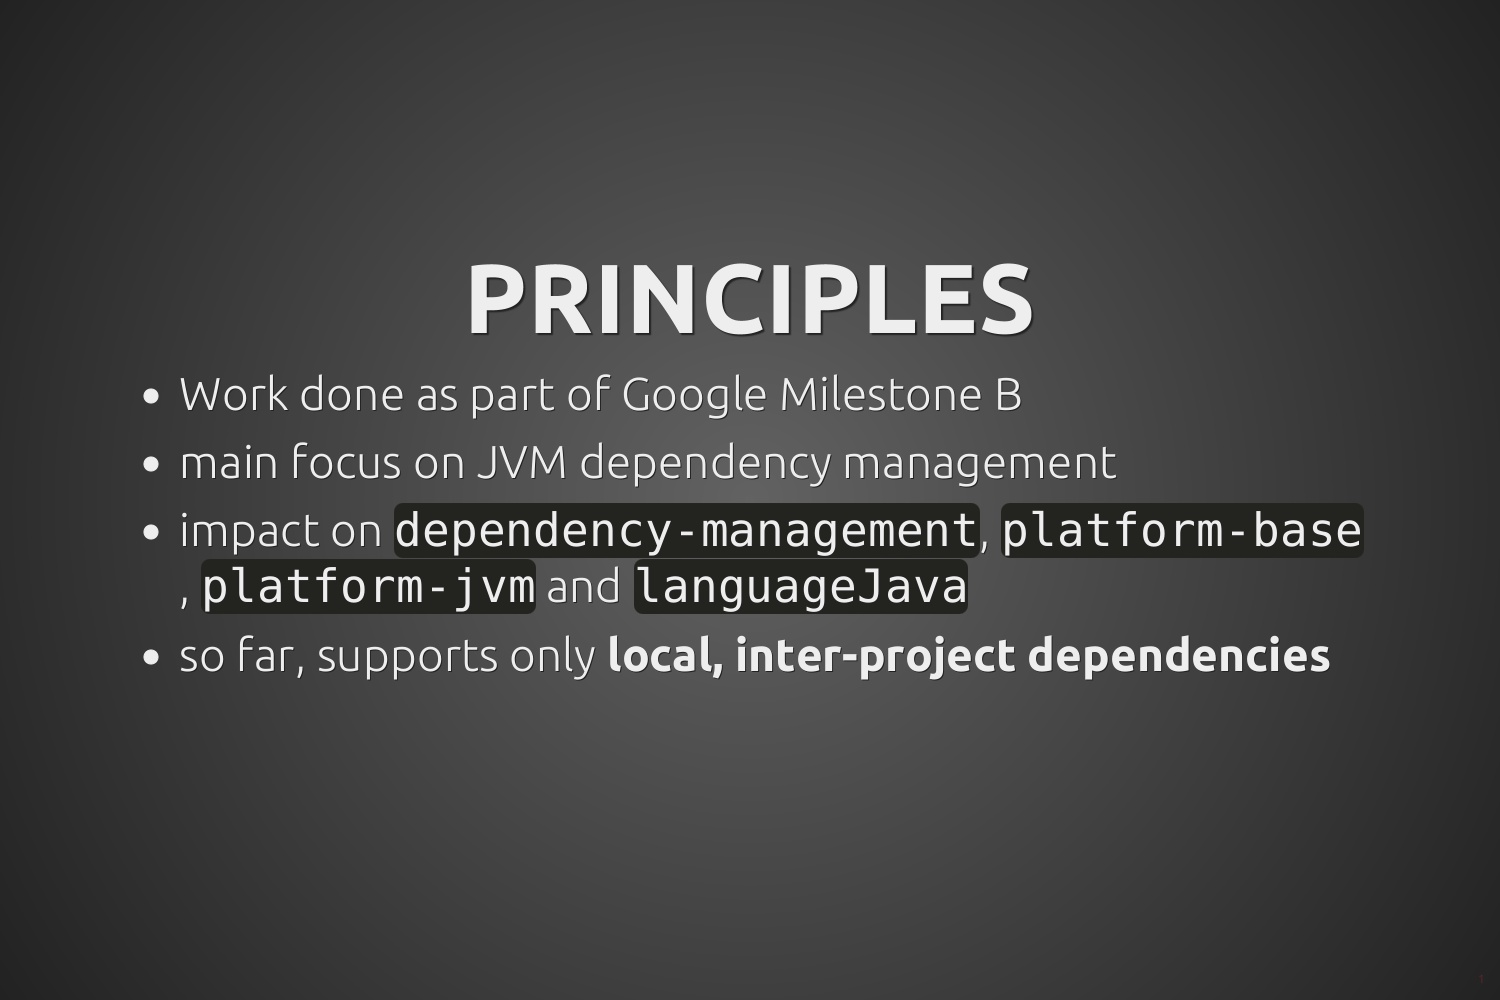 PRINCIPLES
• Work done as part of Google Milestone B
• main focus on JVM dependency management
• impact on dependency-management, platform-base
, platform-jvm and languageJava
• so far, supports only local, inter-project dependencies